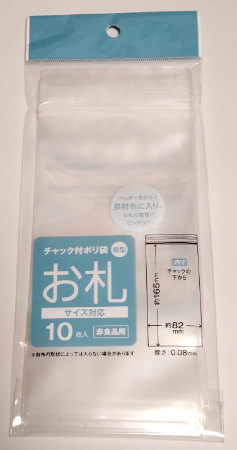 ヘッダーを折ると
長財布に入り、
お札の管理に
ピッタリ!
チャック付ポリ袋 縦型
お札
サイズ対応
10枚入 非食品用
※財布の形状によっては入らない場合があります
内寸
チャックの
下から
約165mm
約82mm
厚さ:0.08mm